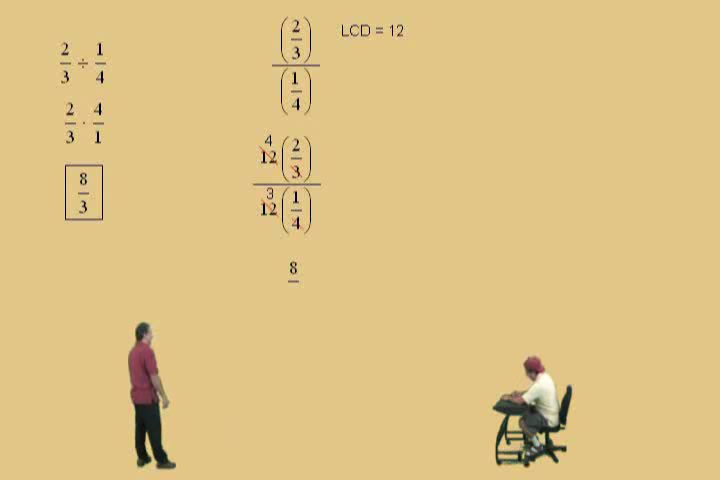 2/3 ÷ 1/4
2/3 · 4/1
8/3
(2/3)
(1/4)
LCD = 12
4
12(2/3)
3
12(1/4)
8